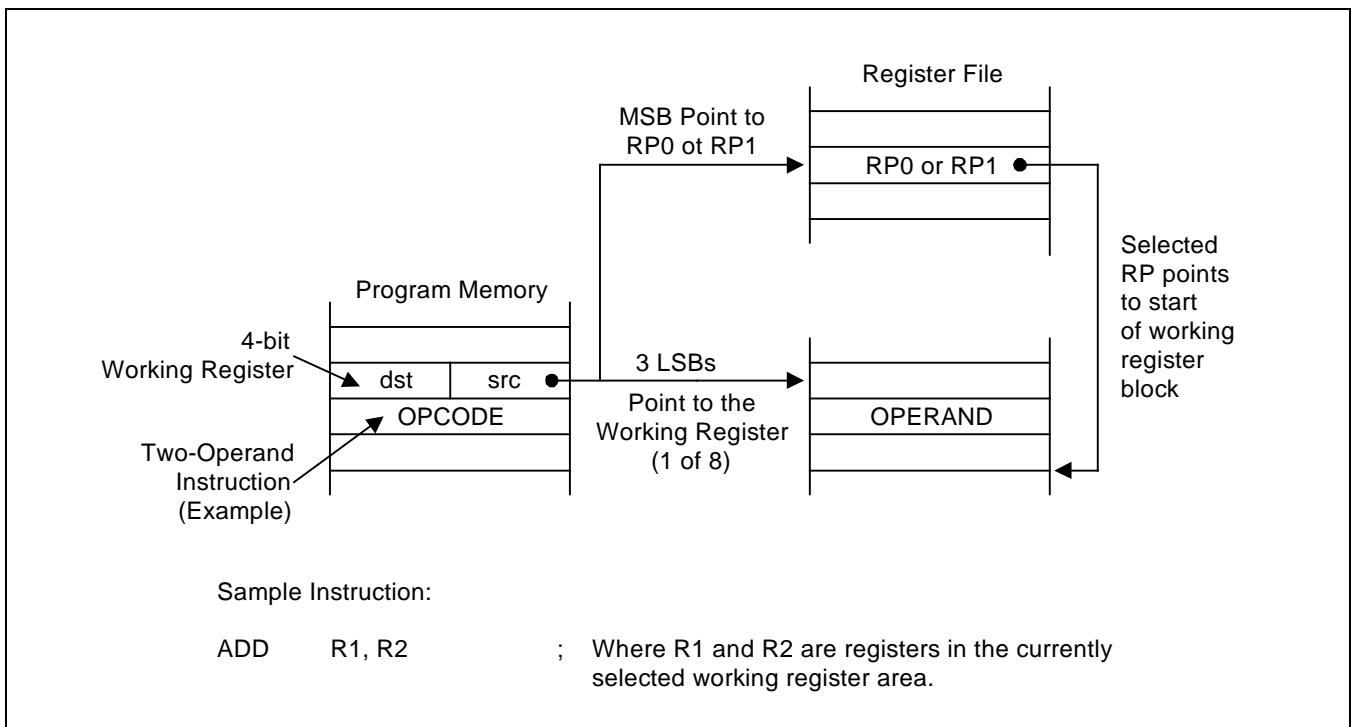 Register File
MSB Point to
RP0 ot RP1
RP0 or RP1
Selected
RP points
to start
of working
register
block
Program Memory
4-bit
Working Register
dst
src
3 LSBs
Point to the
Working Register
(1 of 8)
OPCODE
OPERAND
Two-Operand
Instruction
(Example)
Sample Instruction:
ADD R1, R2 ; Where R1 and R2 are registers in the currently
selected working register area.